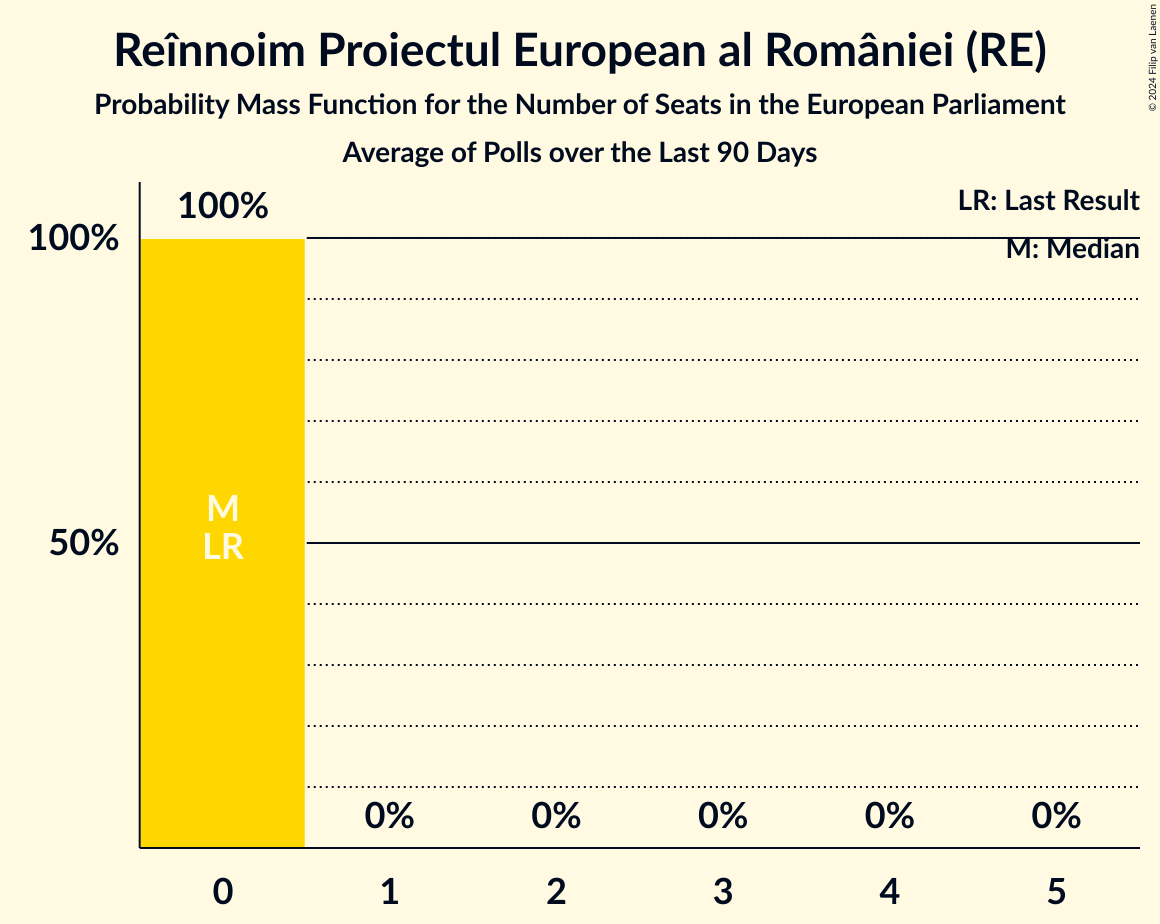 Reînnoim Proiectul European al României (RE)
Probability Mass Function for the Number of Seats in the European Parliament
Average of Polls over the Last 90 Days
© 2024 Filip van Laenen
LR: Last Result
M: Median
100%
100%
50%
M
LR
0% 0% 0% 0% 0%
0 1 2 3 4 5